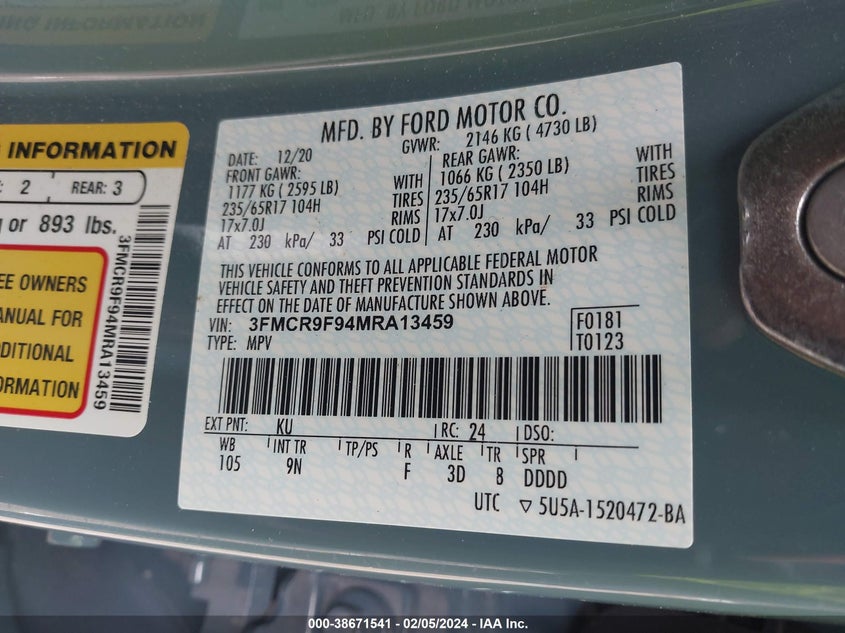 MFD. BY FORD MOTOR CO.
DATE: 12/20 GVWR: 2146 KG ( 4730 LB)
FRONT GAWR: REAR GAWR:
1177 KG ( 2595 LB) WITH 1066 KG ( 2350 LB) WITH
235/65R17 104H TIRES 235/65R17 104H TIRES
17x7.0J RIMS 17x7.0J RIMS
AT 230 kPa/ 33 PSI COLD AT 230 kPa/ 33 PSI COLD
THIS VEHICLE CONFORMS TO ALL APPLICABLE FEDERAL MOTOR
VEHICLE SAFETY AND THEFT PREVENTION STANDARDS IN
EFFECT ON THE DATE OF MANUFACTURE SHOWN ABOVE.
VIN: 3FMCR9F94MRA13459 F0181
TYPE: MPV T0123
EXT PNT: KU RC: 24 DSO:
WB INT TR TP/PS R AXLE TR SPR
105 9N F 3D 8 DDDD
UTC ▽ 5U5A-1520472-BA
INFORMATION
: 2 REAR: 3
or 893 lbs.
EE OWNERS
ANUAL FOR
DDITIONAL
ORMATION
3FMCR9F94MRA13459
000-38671541 - 02/05/2024 - IAA Inc.